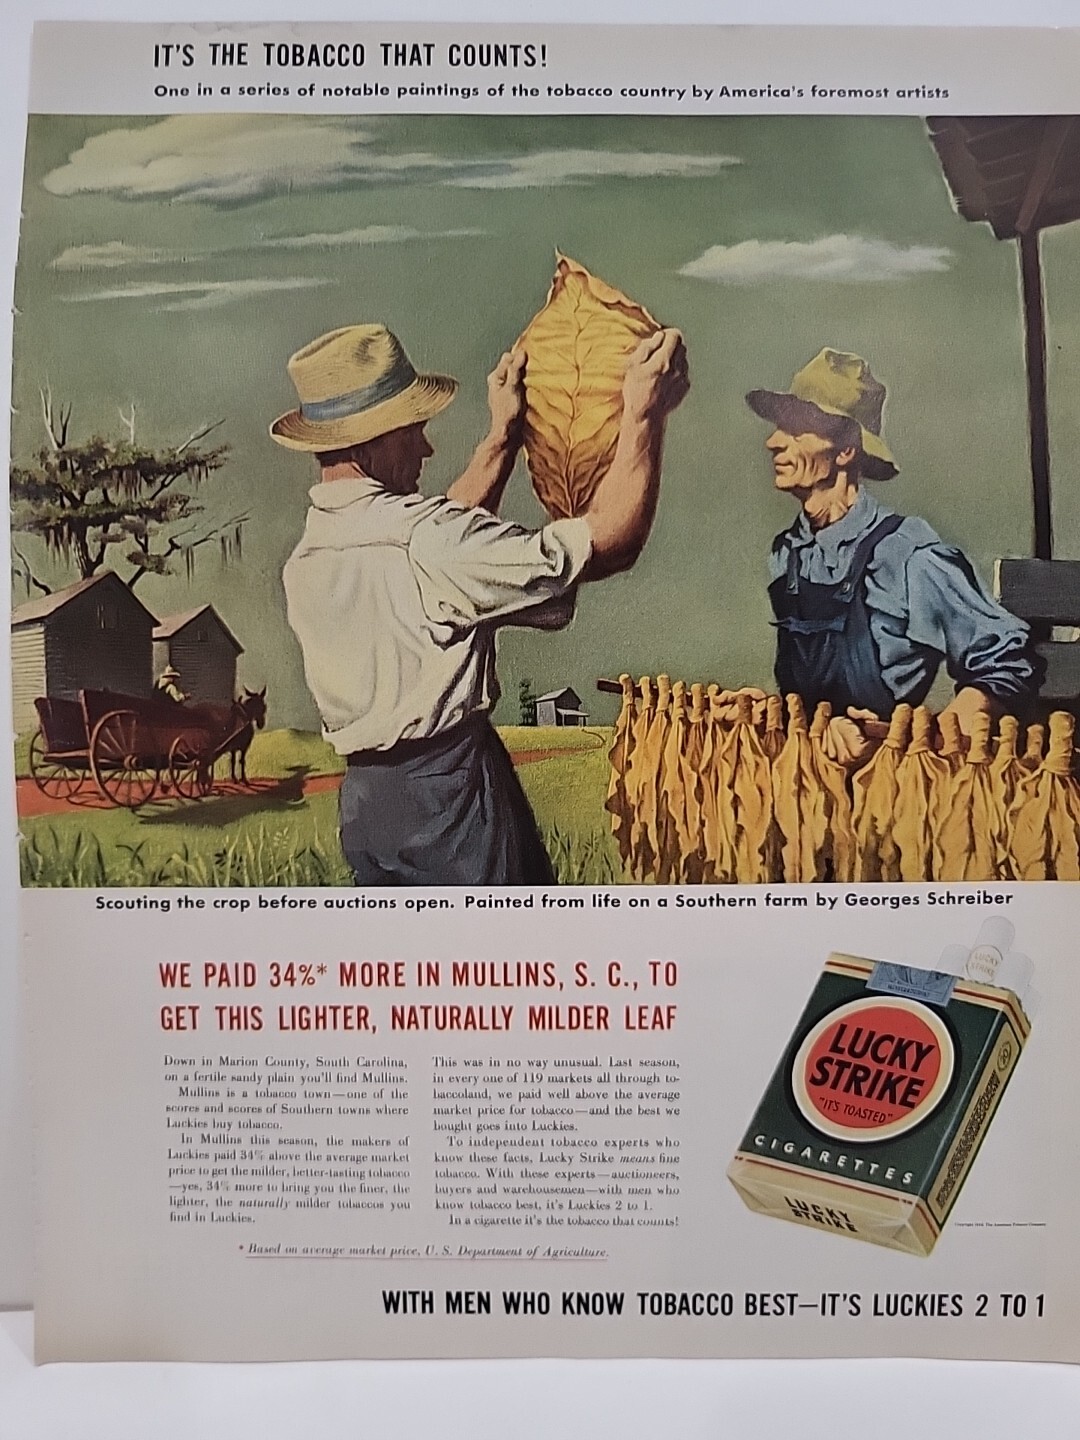 IT'S THE TOBACCO THAT COUNTS!
One in a series of notable paintings of the tobacco country by America's foremost artists
Scouting the crop before auctions open. Painted from life on a Southern farm by Georges Schreiber
WE PAID 34%* MORE IN MULLINS, S. C., TO
GET THIS LIGHTER, NATURALLY MILDER LEAF
Down in Marion County, South Carolina,
on a fertile sandy plain you'll find Mullins.
Mullins is a tobacco town—one of the
scores and scores of Southern towns where
Luckies buy tobacco.
In Mullins this season, the makers of
Luckies paid 34% above the average market
price to get the milder, better-tasting tobacco
—yes, 34% more to bring you the finer, the
lighter, the naturally milder tobaccos you
find in Luckies.
This was in no way unusual. Last season,
in every one of 119 markets all through to-
baccoland, we paid well above the average
market price for tobacco—and the best we
bought goes into Luckies.
To independent tobacco experts who
know these facts, Lucky Strike means fine
tobacco. With these experts—auctioneers,
buyers and warehousemen—with men who
know tobacco best, it's Luckies 2 to 1.
In a cigarette it's the tobacco that counts!
* Based on average market price, U. S. Department of Agriculture.
LUCKY
STRIKE
LUCKY
STRIKE
"IT'S TOASTED"
CIGARETTES
LUCKY
STRIKE
20
WITH MEN WHO KNOW TOBACCO BEST—IT'S LUCKIES 2 TO 1